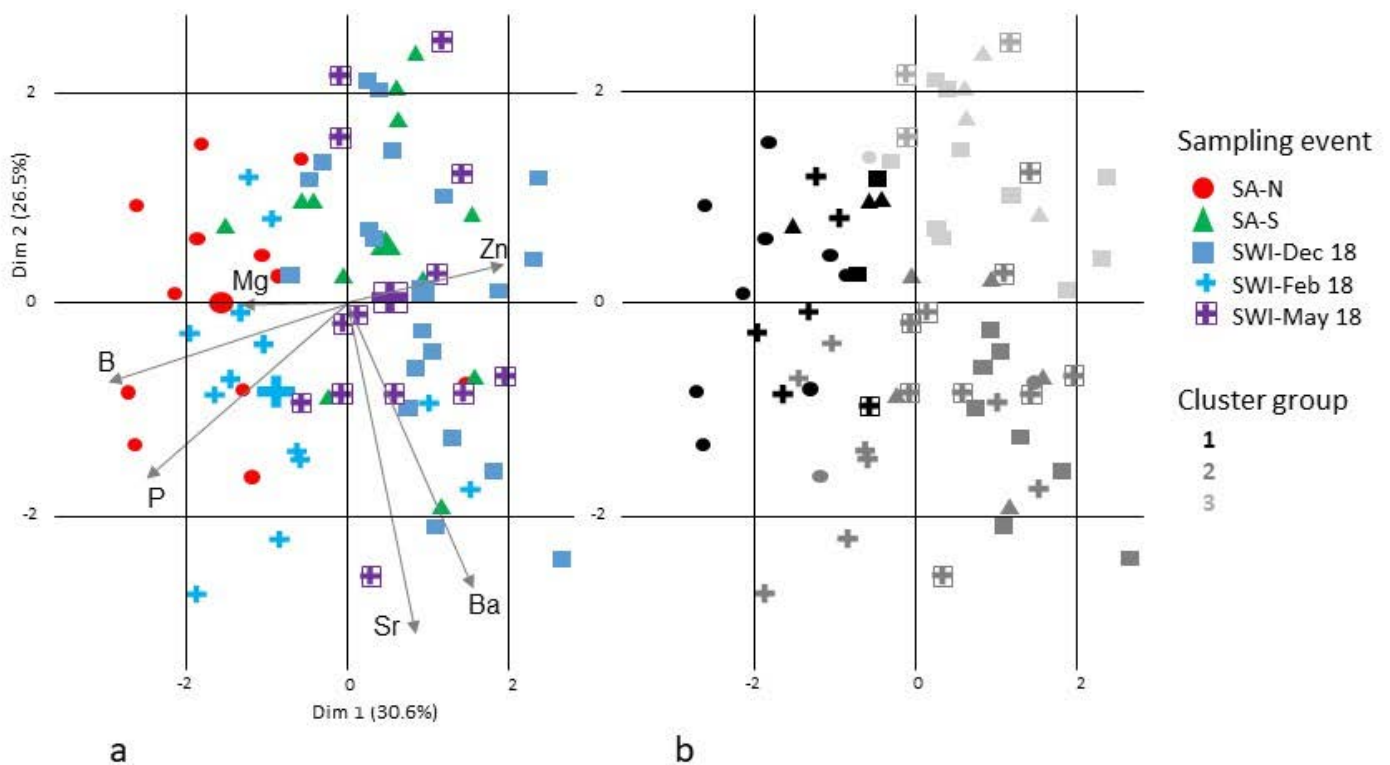 Dim 2 (26.5%)
2
0
-2
Zn
Mg
B
P
Sr
Ba
-2
0
2
Dim 1 (30.6%)
a
2
0
-2
-2
0
2
b
Sampling event
SA-N
SA-S
SWI-Dec 18
SWI-Feb 18
SWI-May 18
Cluster group
1
2
3